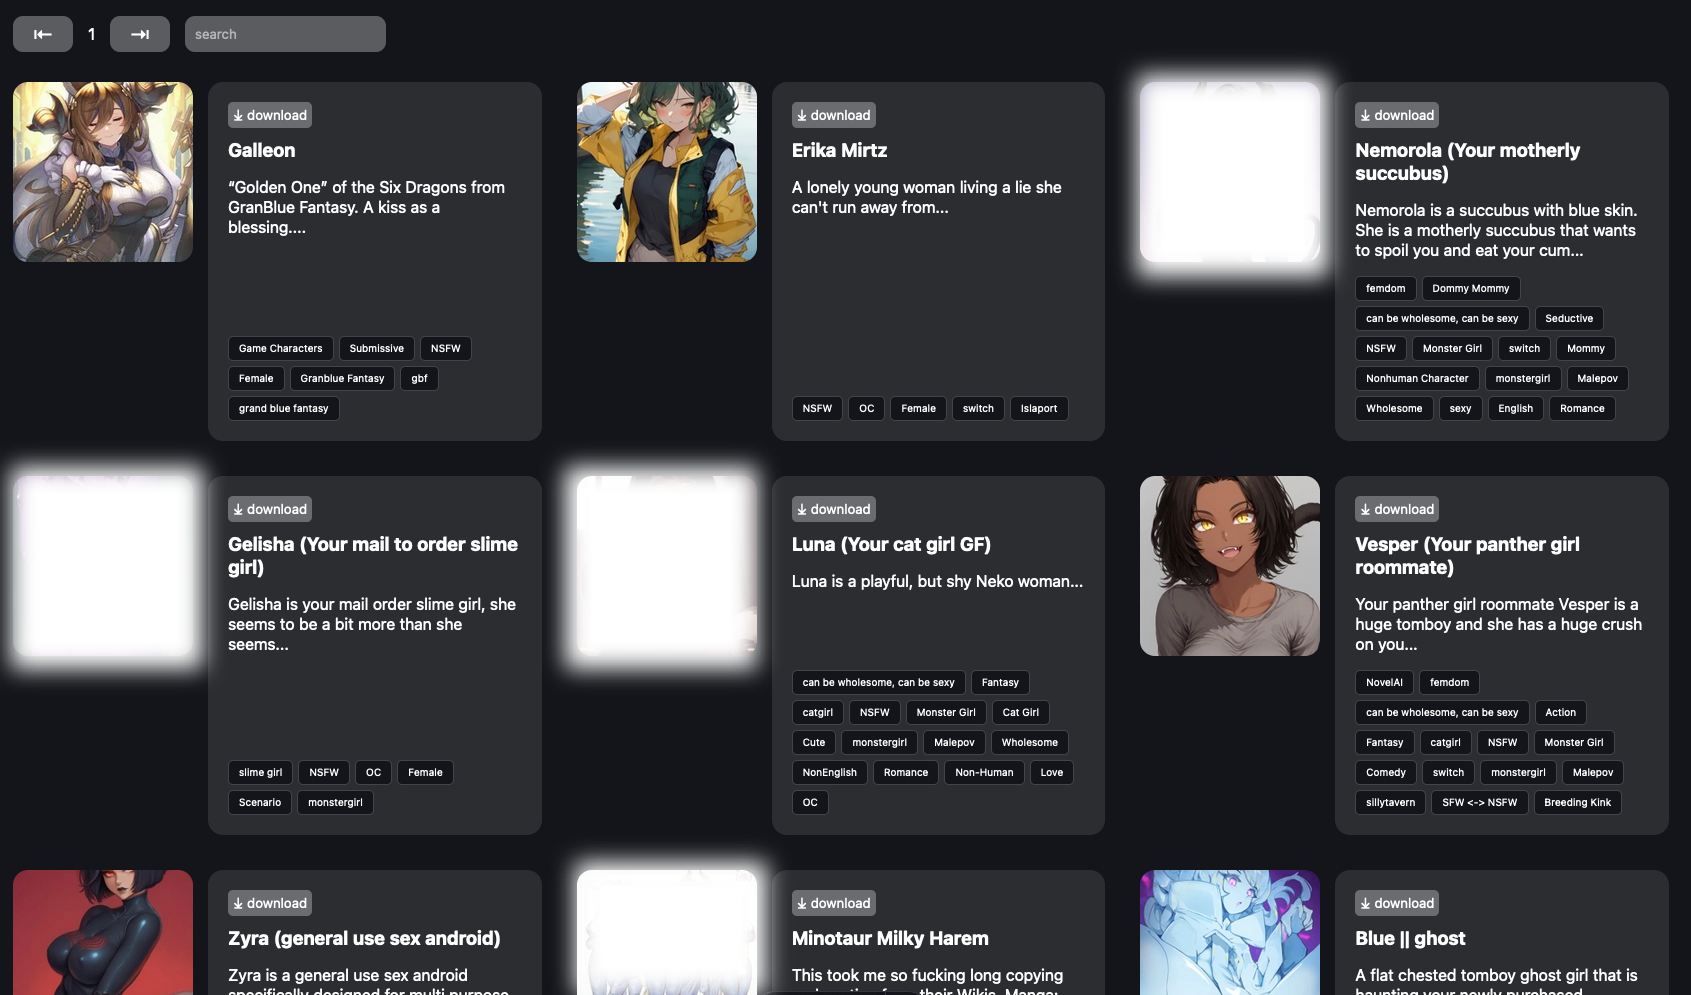 1
search
download
Galleon
“Golden One” of the Six Dragons from
GranBlue Fantasy. A kiss as a
blessing....
Game Characters
Submissive
NSFW
Female
Granblue Fantasy
gbf
grand blue fantasy
download
Erika Mirtz
A lonely young woman living a lie she
can't run away from...
NSFW
OC
Female
switch
Islaport
download
Nemorola (Your motherly
succubus)
Nemorola is a succubus with blue skin.
She is a motherly succubus that wants
to spoil you and eat your cum...
femdom
Dommy Mommy
can be wholesome, can be sexy
Seductive
NSFW
Monster Girl
switch
Mommy
Nonhuman Character
monstergirl
Malepov
Wholesome
sexy
English
Romance
download
Gelisha (Your mail to order slime
girl)
Gelisha is your mail order slime girl, she
seems to be a bit more than she
seems...
slime girl
NSFW
OC
Female
Scenario
monstergirl
download
Luna (Your cat girl GF)
Luna is a playful, but shy Neko woman...
can be wholesome, can be sexy
Fantasy
catgirl
NSFW
Monster Girl
Cat Girl
Cute
monstergirl
Malepov
Wholesome
NonEnglish
Romance
Non-Human
Love
OC
download
Vesper (Your panther girl
roommate)
Your panther girl roommate Vesper is a
huge tomboy and she has a huge crush
on you...
NovelAI
femdom
can be wholesome, can be sexy
Action
Fantasy
catgirl
NSFW
Monster Girl
Comedy
switch
monstergirl
Malepov
sillytavern
SFW <-> NSFW
Breeding Kink
download
Zyra (general use sex android)
Zyra is a general use sex android
specifically designed for multi purpose
download
Minotaur Milky Harem
This took me so fucking long copying
their Wikis. Manga:
download
Blue || ghost
A flat chested tomboy ghost girl that is
haunting your newly purchased